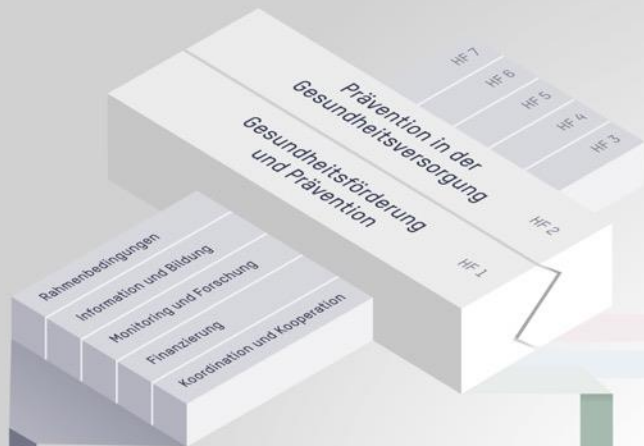 HF 7
HF 6
HF 5
HF 4
HF 3
Prävention in der
Gesundheitsversorgung
HF 2
Gesundheitsförderung
und Prävention
HF 1
Rahmenbedingungen
Information und Bildung
Monitoring und Forschung
Finanzierung
Koordination und Kooperation